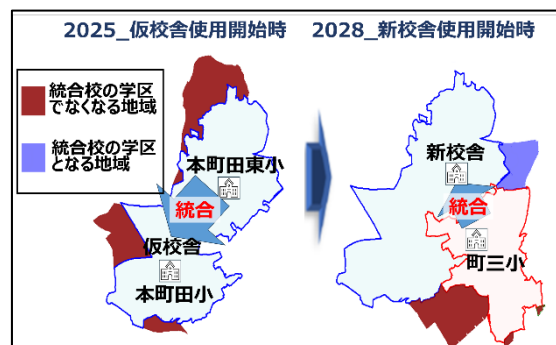 2025_仮校舎使用開始時
2028_新校舎使用開始時
統合校の学区
でなくなる地域
統合校の学区
となる地域
本町田東小
統合
仮校舎
本町田小
新校舎
統合
町三小